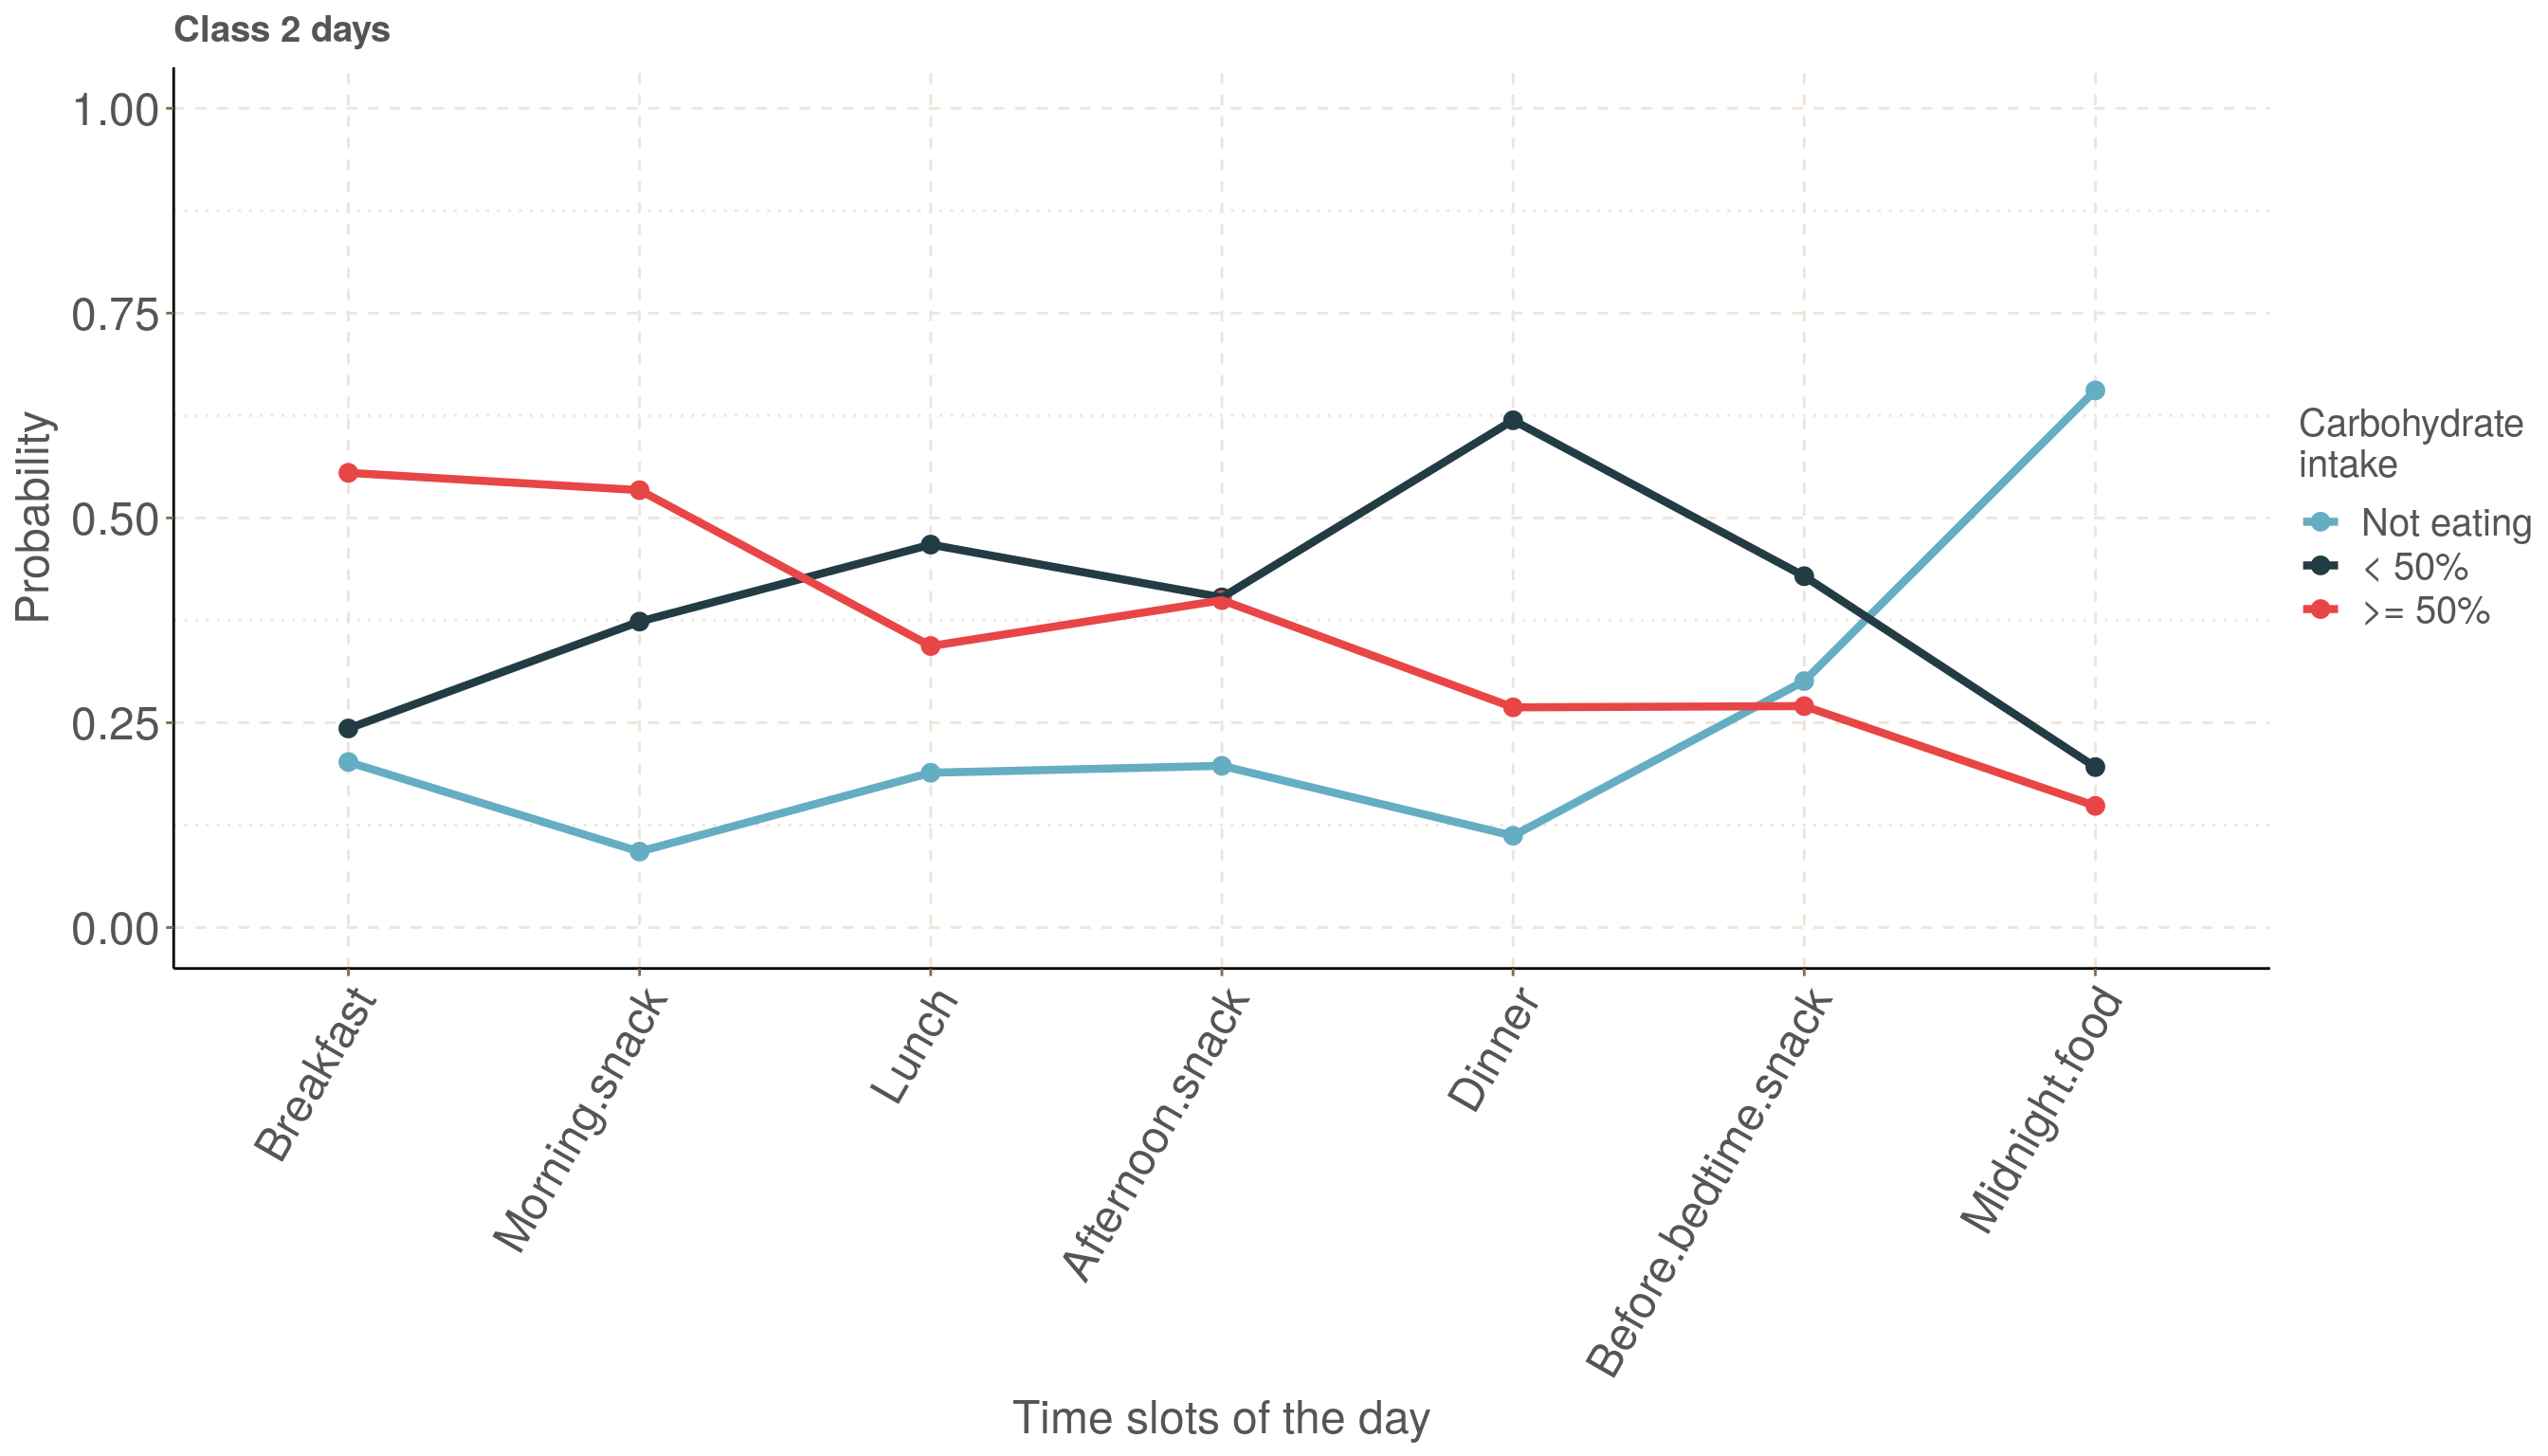 Class 2 days
Probability
1.00
0.75
0.50
0.25
0.00
Breakfast
Morning.snack
Lunch
Afternoon.snack
Dinner
Before.bedtime.snack
Midnight.food
Time slots of the day
Carbohydrate
intake
Not eating
< 50%
>= 50%